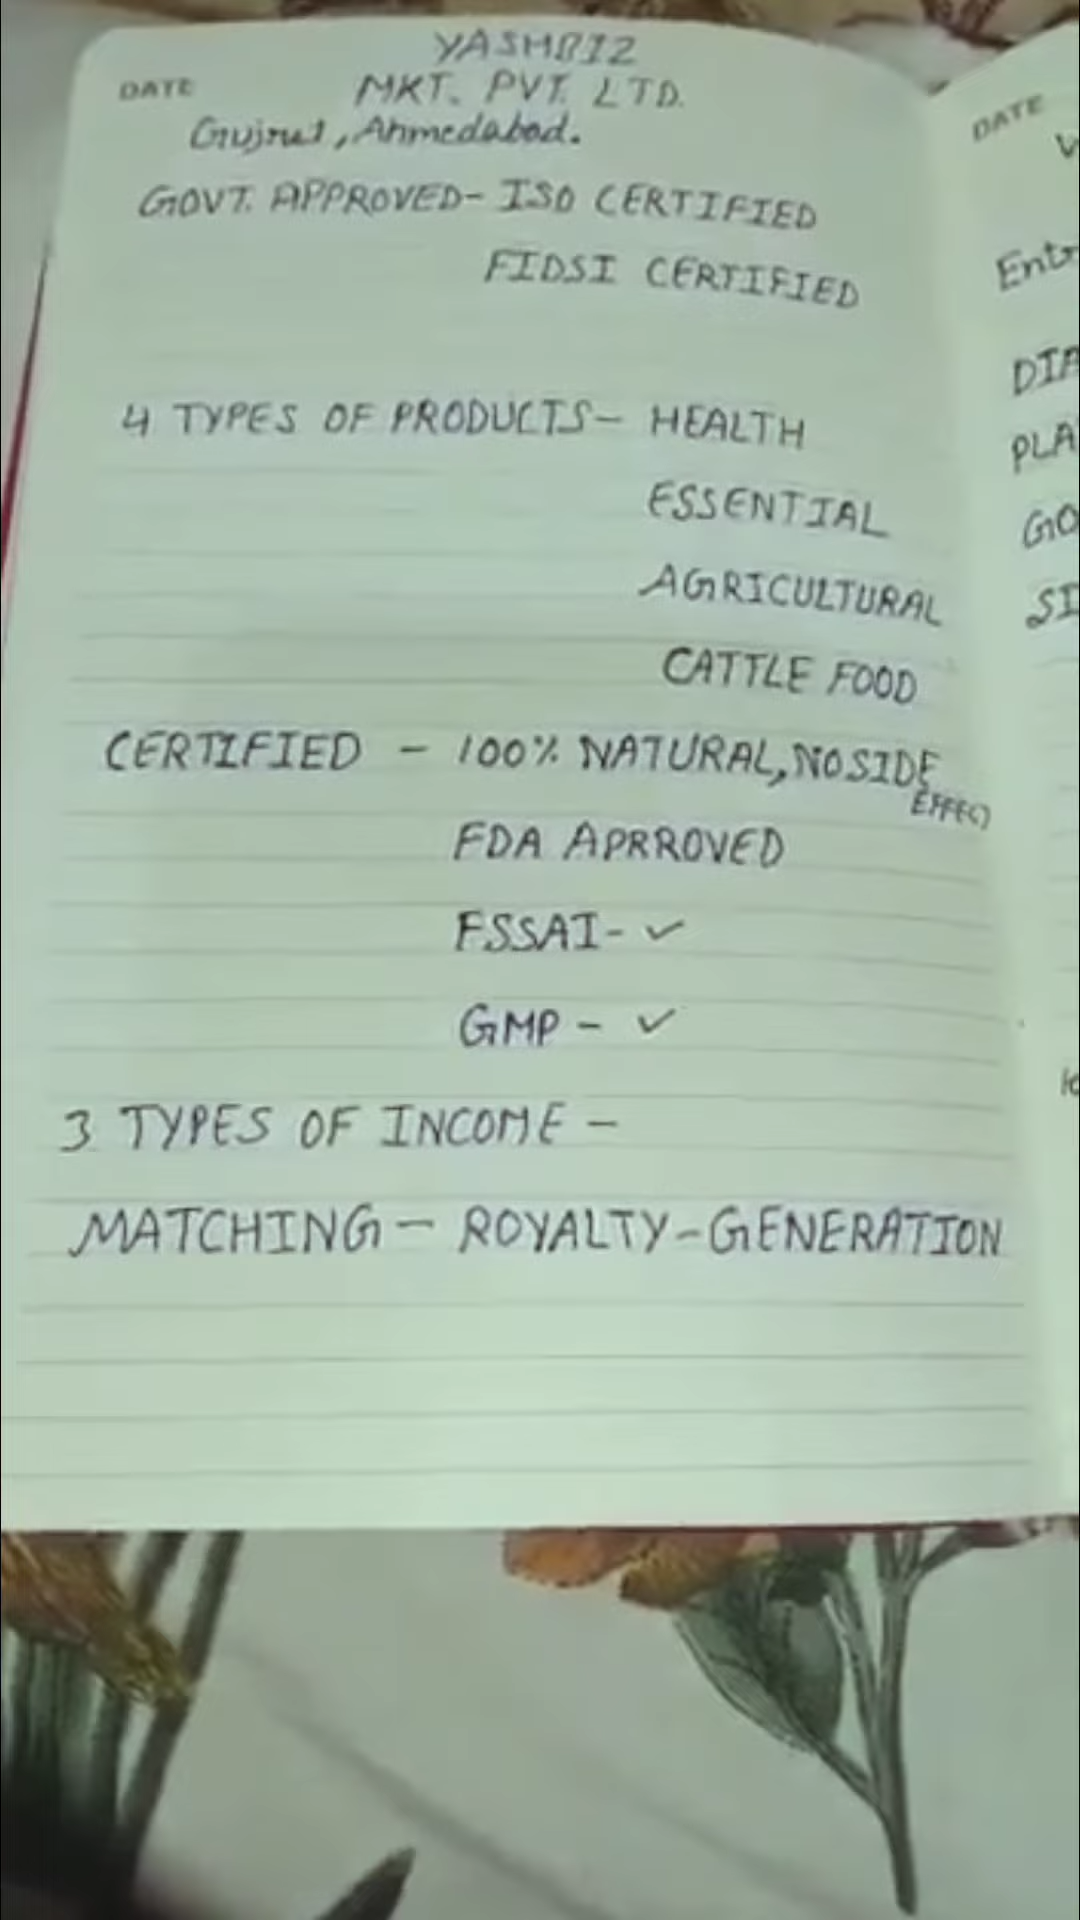 YASHBIZ
DATE
MKT. PVT. LTD.
Gujrut, Ahmedabad.
GOVT. APPROVED- ISO CERTIFIED
FIDSI CERTIFIED
4 TYPES OF PRODUCTS- HEALTH
ESSENTIAL
AGRICULTURAL
CATTLE FOOD
CERTIFIED - 100% NATURAL, NO SIDE
EFFECT
FDA APRROVED
FSSAI- ✓
GMP - ✓
3 TYPES OF INCOME -
MATCHING - ROYALTY-GENERATION
DATE